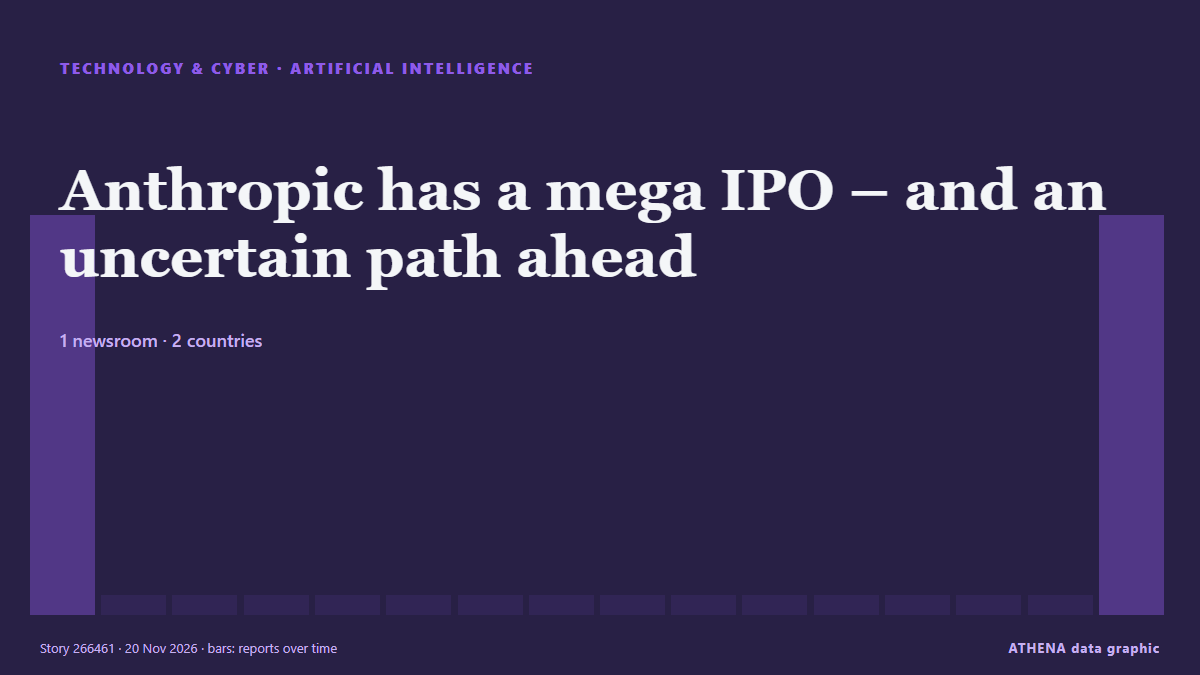 TECHNOLOGY & CYBER · ARTIFICIAL INTELLIGENCE
Anthropic has a mega IPO – and an
uncertain path ahead
1 newsroom · 2 countries
Story 266461 · 20 Nov 2026 · bars: reports over time
ATHENA data graphic